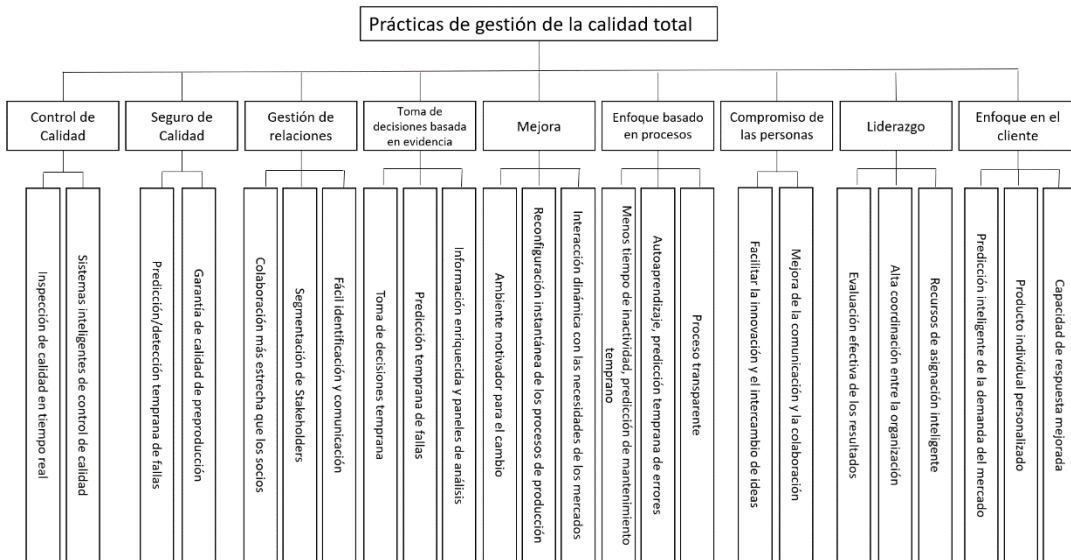 Prácticas de gestión de la calidad total
Control de
Calidad
Seguro de
Calidad
Gestión de
relaciones
Toma de
decisiones basada
en evidencia
Mejora
Enfoque basado
en procesos
Compromiso de
las personas
Liderazgo
Enfoque en el
cliente
Inspección de calidad en tiempo real
Sistemas inteligentes de control de calidad
Predicción/detección temprana de fallas
Garantía de calidad de preproducción
Colaboración más estrecha que los socios
Segmentación de Stakeholders
Fácil identificación y comunicación
Toma de decisiones temprana
Predicción temprana de fallas
Información enriquecida y paneles de análisis
Ambiente motivador para el cambio
Reconfiguración instantánea de los procesos de producción
Interacción dinámica con las necesidades de los mercados
Menos tiempo de inactividad, predicción de mantenimiento
temprano
Autoaprendizaje, predicción temprana de errores
Proceso transparente
Facilitar la innovación y el intercambio de ideas
Mejora de la comunicación y la colaboración
Evaluación efectiva de los resultados
Alta coordinación entre la organización
Recursos de asignación inteligente
Predicción inteligente de la demanda del mercado
Producto individual personalizado
Capacidad de respuesta mejorada